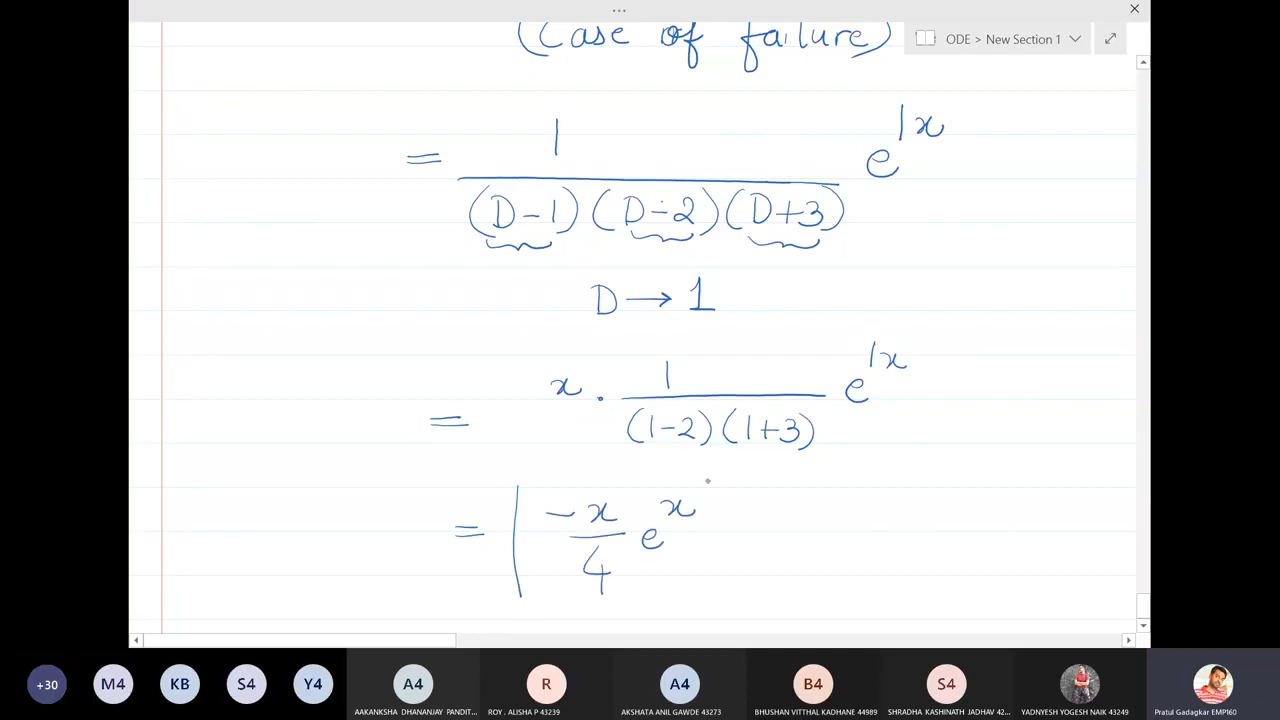 (Case of failure)
ODE > New Section 1
= 1 / (D-1)(D-2)(D+3) e^1x
D → 1
= x . 1 / (1-2)(1+3) e^1x
= | -x/4 e^x
+30 M4 KB S4 Y4 A4 R A4 B4 S4
AAKANKSHA DHANANJAY PANDIT... ROY . ALISHA P 43239 AKSHATA ANIL GAWDE 43273 BHUSHAN VITTHAL KADHANE 44989 SHRADHA KASHINATH JADHAV 42... YADNYESH YOGESH NAIK 43249 Pratul Gadagkar EMP160